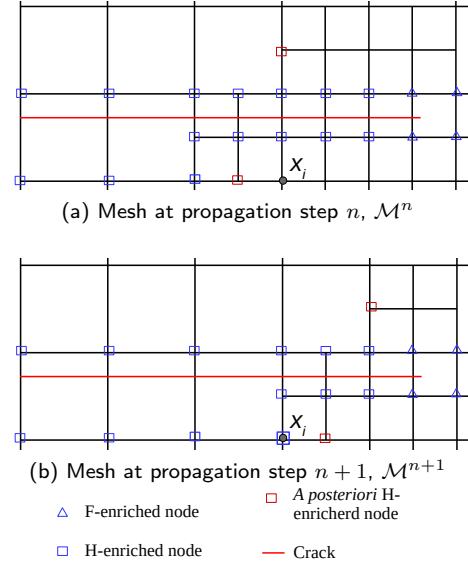 X_i
(a) Mesh at propagation step n, M^n
X_i
(b) Mesh at propagation step n + 1, M^{n+1}
F-enriched node
A posteriori H-
enricherd node
H-enriched node
Crack